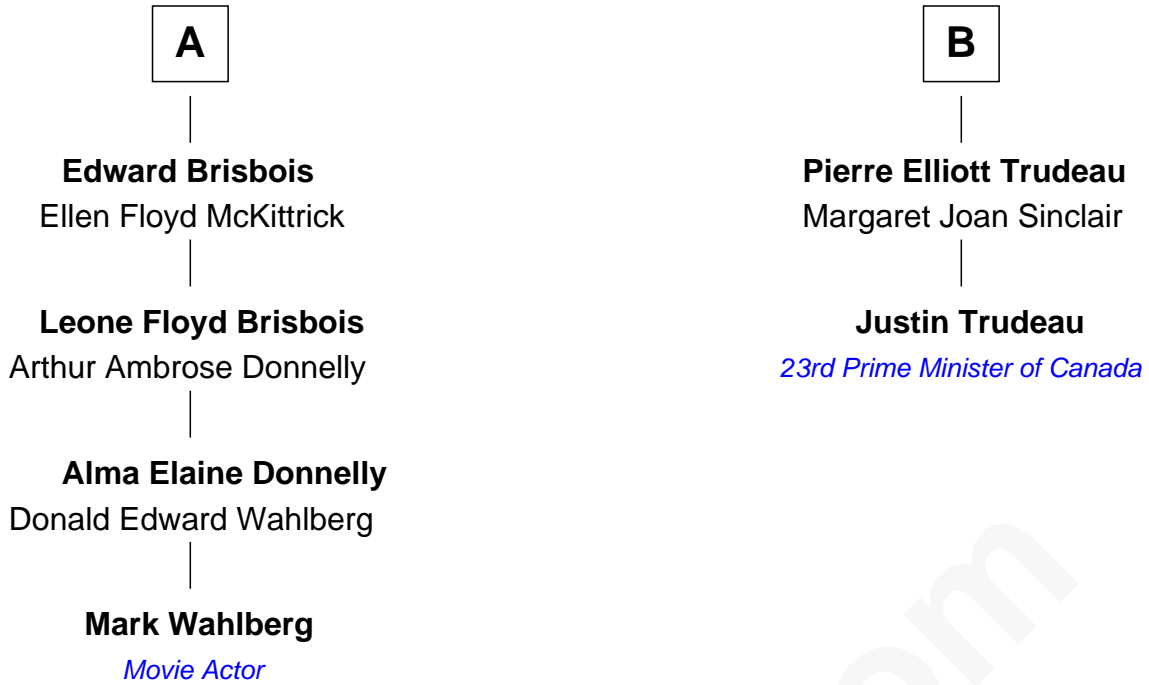 A
Edward Brisbois
Ellen Floyd McKittrick
Leone Floyd Brisbois
Arthur Ambrose Donnelly
Alma Elaine Donnelly
Donald Edward Wahlberg
Mark Wahlberg
Movie Actor
B
Pierre Elliott Trudeau
Margaret Joan Sinclair
Justin Trudeau
23rd Prime Minister of Canada
om